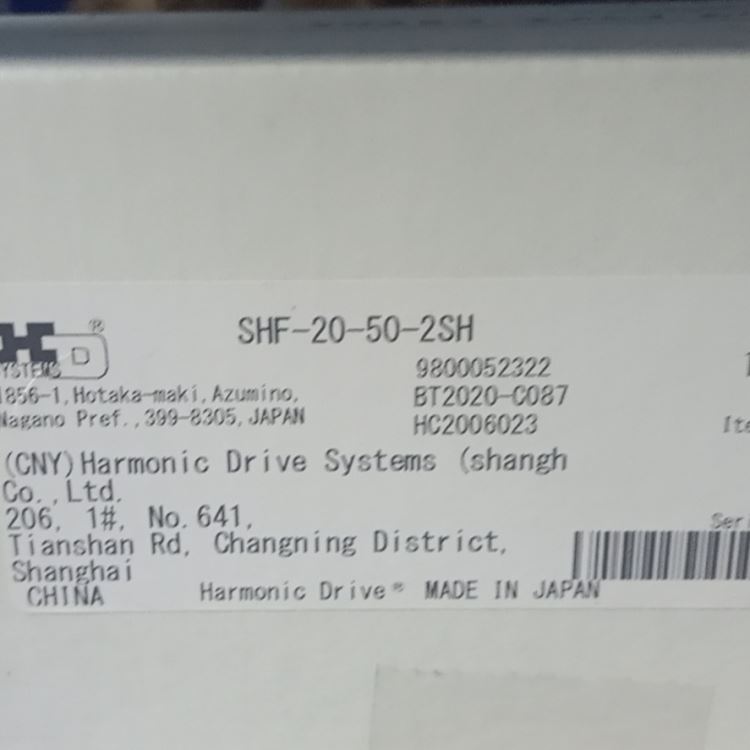 SHF-20-50-2SH
HD®
SYSTEMS
9800052322
1856-1, Hotaka-maki, Azumino,
BT2020-C087
Nagano Pref., 399-8305, JAPAN
HC2006023
(CNY)Harmonic Drive Systems (shangh
Co.,Ltd.
206, 1#, No.641,
Tianshan Rd, Changning District,
Shanghai
CHINA
Harmonic Drive® MADE IN JAPAN